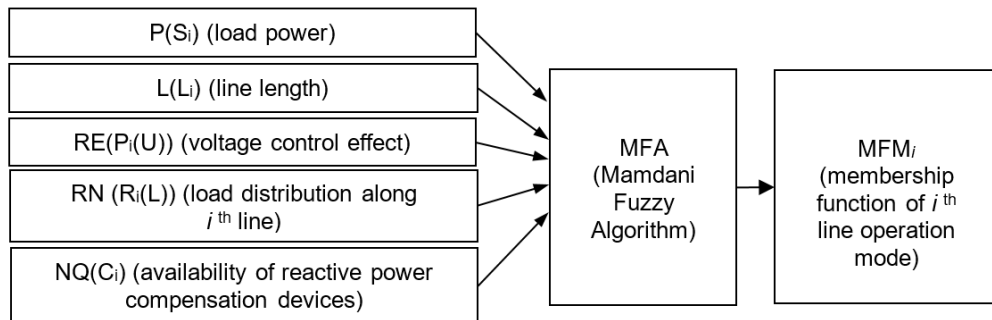 P(Sᵢ) (load power)
L(Lᵢ) (line length)
RE(Pᵢ(U)) (voltage control effect)
RN (Rᵢ(L)) (load distribution along
i ᵗʰ line)
NQ(Cᵢ) (availability of reactive power
compensation devices)
MFA
(Mamdani
Fuzzy
Algorithm)
MFMᵢ
(membership
function of i ᵗʰ
line operation
mode)